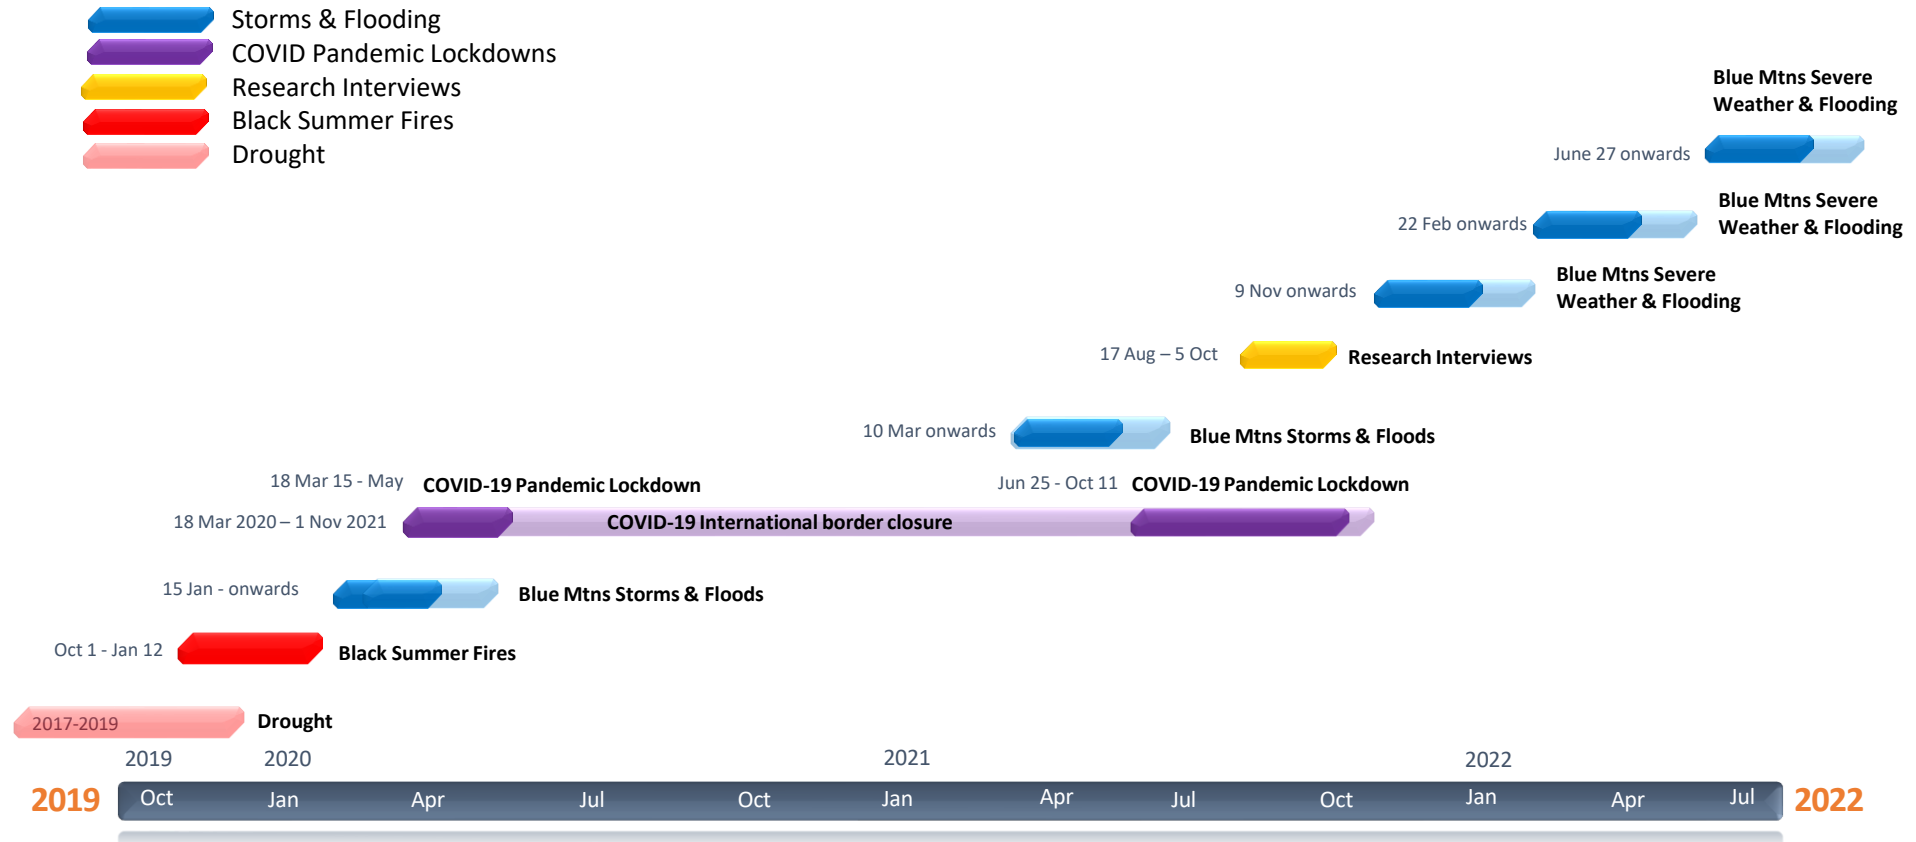 Storms & Flooding
COVID Pandemic Lockdowns
Research Interviews
Black Summer Fires
Drought
Blue Mtns Severe
Weather & Flooding
June 27 onwards
Blue Mtns Severe
Weather & Flooding
22 Feb onwards
Blue Mtns Severe
Weather & Flooding
9 Nov onwards
17 Aug – 5 Oct
Research Interviews
10 Mar onwards
Blue Mtns Storms & Floods
18 Mar 15 - May
COVID-19 Pandemic Lockdown
Jun 25 - Oct 11
COVID-19 Pandemic Lockdown
18 Mar 2020 – 1 Nov 2021
COVID-19 International border closure
15 Jan - onwards
Blue Mtns Storms & Floods
Oct 1 - Jan 12
Black Summer Fires
2017-2019
Drought
2019 2020 2021 2022
2019 Oct Jan Apr Jul Oct Jan Apr Jul Oct Jan Apr Jul 2022